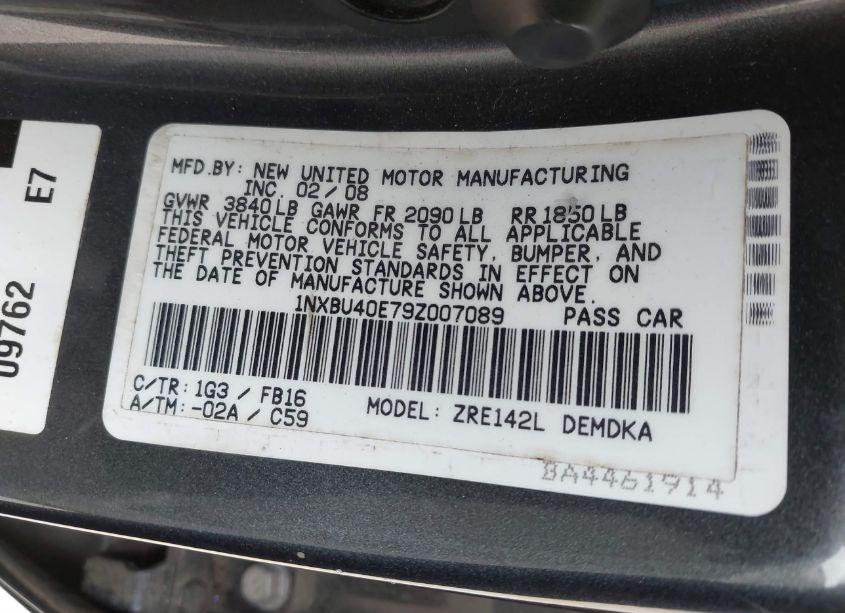 MFD.BY: NEW UNITED MOTOR MANUFACTURING
INC. 02/08
GVWR 3840LB GAWR FR 2090LB RR 1850LB
THIS VEHICLE CONFORMS TO ALL APPLICABLE
FEDERAL MOTOR VEHICLE SAFETY, BUMPER, AND
THEFT PREVENTION STANDARDS IN EFFECT ON
THE DATE OF MANUFACTURE SHOWN ABOVE.
1NXBU40E79Z007089 PASS CAR
C/TR: 1G3 / FB16
A/TM: -02A / C59
MODEL: ZRE142L DEMDKA
BA4461914
E7
09762